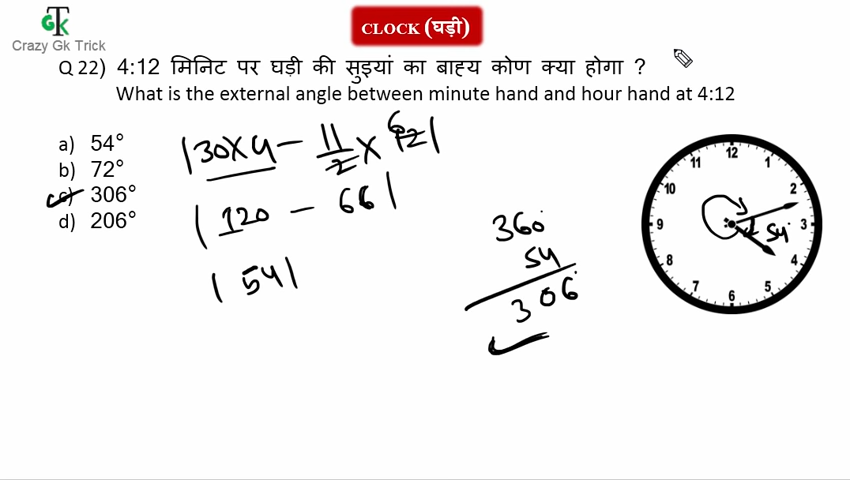 GTK
Crazy Gk Trick
CLOCK (घड़ी)
Q 22) 4:12 मिनिट पर घड़ी की सुइयां का बाह्य कोण क्या होगा ?
What is the external angle between minute hand and hour hand at 4:12
a) 54°
b) 72°
c) 306°
d) 206°
|30×4 - 11/2 × 12| 6
|120 - 66|
|54|
360°
54
306°
12
1
2
3
4
5
6
7
8
9
10
11
54°